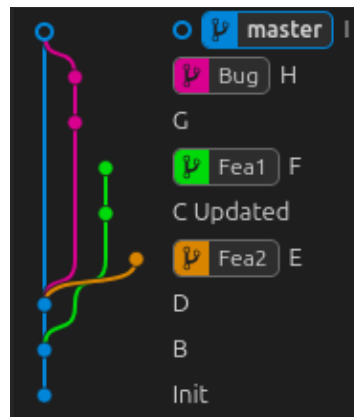 master I
Bug H
G
Fea1 F
C Updated
Fea2 E
D
B
Init